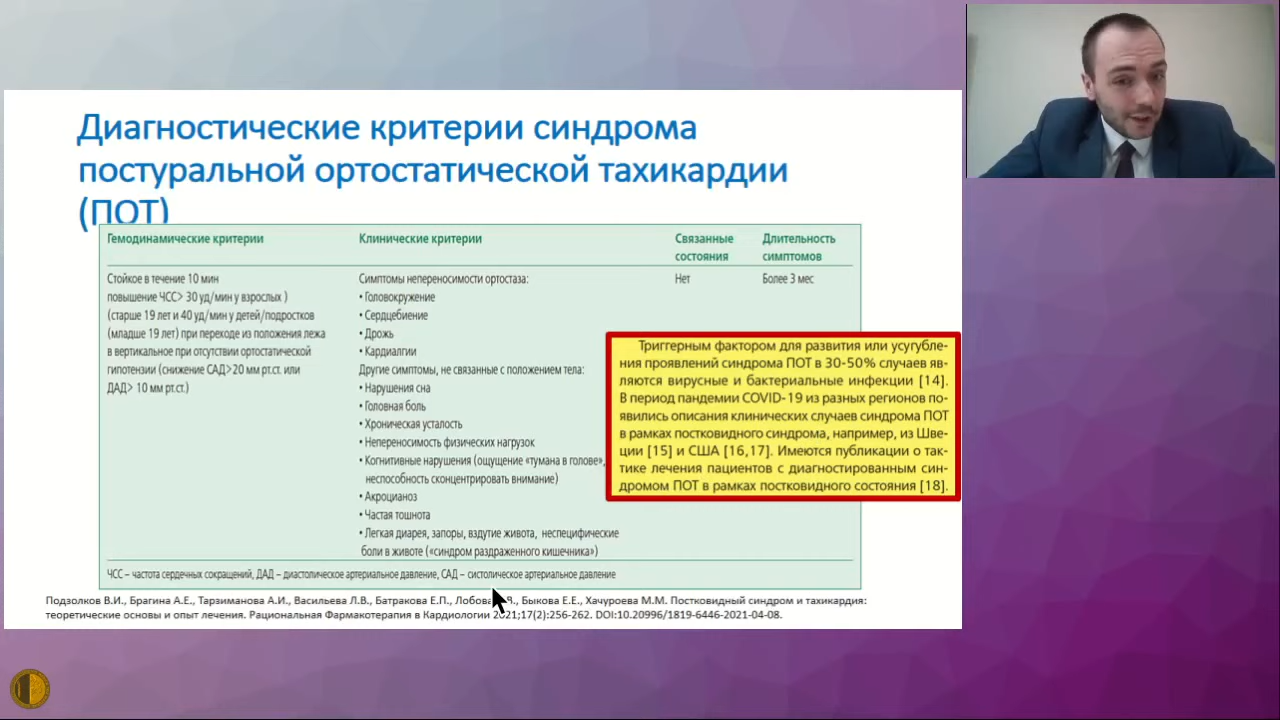 Диагностические критерии синдрома
постуральной ортостатической тахикардии
(ПОТ)
Гемодинамические критерии
Клинические критерии
Связанные
состояния
Длительность
симптомов
Стойкое в течение 10 мин
повышение ЧСС> 30 уд/мин у взрослых )
(старше 19 лет и 40 уд/мин у детей/подростков
(младше 19 лет) при переходе из положения лежа
в вертикальное при отсутствии ортостатической
гипотензии (снижение САД>20 мм рт.ст. или
ДАД> 10 мм рт.ст.)
Симптомы непереносимости ортостаза:
• Головокружение
• Сердцебиение
• Дрожь
• Кардиалгии
Другие симптомы, не связанные с положением тела:
• Нарушения сна
• Головная боль
• Хроническая усталость
• Непереносимость физических нагрузок
• Когнитивные нарушения (ощущение «тумана в голове»,
неспособность сконцентрировать внимание)
• Акроцианоз
• Частая тошнота
• Легкая диарея, запоры, вздутие живота, неспецифические
боли в животе («синдром раздраженного кишечника»)
Нет
Более 3 мес
Триггерным фактором для развития или усугубле-
ния проявлений синдрома ПОТ в 30-50% случаев яв-
ляются вирусные и бактериальные инфекции [14].
В период пандемии COVID-19 из разных регионов по-
явились описания клинических случаев синдрома ПОТ
в рамках постковидного синдрома, например, из Шве-
ции [15] и США [16,17]. Имеются публикации о так-
тике лечения пациентов с диагностированным син-
дромом ПОТ в рамках постковидного состояния [18].
ЧСС – частота сердечных сокращений, ДАД – диастолическое артериальное давление, САД – систолическое артериальное давление
Подзолков В.И., Брагина А.Е., Тарзиманова А.И., Васильева Л.В., Батракова Е.П., Быкова Е.Е., Хачуроева М.М. Постковидный синдром и тахикардия:
теоретические основы и опыт лечения. Рациональная Фармакотерапия в Кардиологии 2021;17(2):256-262. DOI:10.20996/1819-6446-2021-04-08.